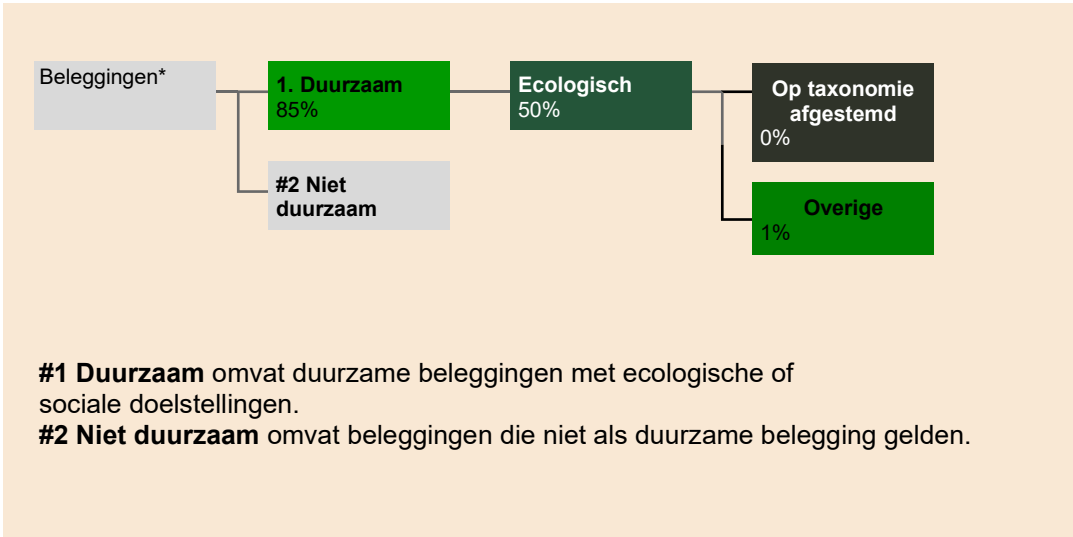 Beleggingen*
1. Duurzaam
85%
Ecologisch
50%
Op taxonomie
afgestemd
0%
#2 Niet
duurzaam
Overige
1%
#1 Duurzaam omvat duurzame beleggingen met ecologische of
sociale doelstellingen.
#2 Niet duurzaam omvat beleggingen die niet als duurzame belegging gelden.